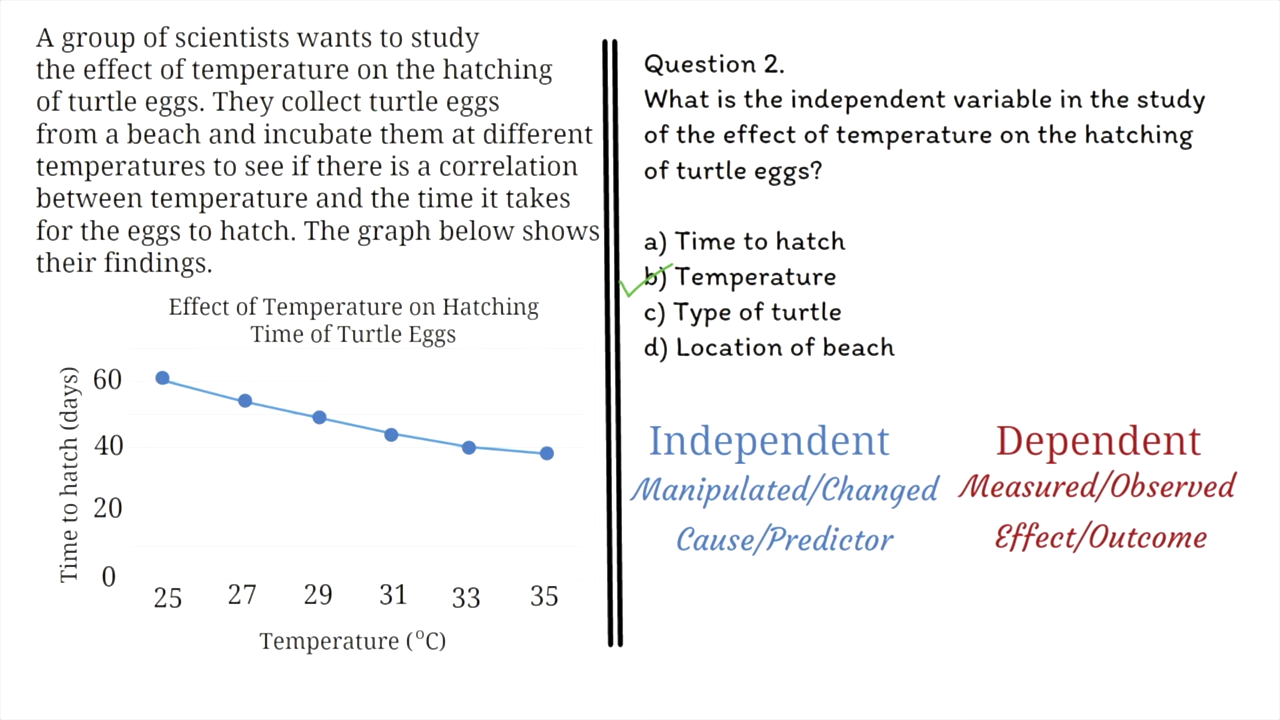 A group of scientists wants to study
the effect of temperature on the hatching
of turtle eggs. They collect turtle eggs
from a beach and incubate them at different
temperatures to see if there is a correlation
between temperature and the time it takes
for the eggs to hatch. The graph below shows
their findings.
Effect of Temperature on Hatching
Time of Turtle Eggs
Time to hatch (days)
60
40
20
0
25 27 29 31 33 35
Temperature (°C)
Question 2.
What is the independent variable in the study
of the effect of temperature on the hatching
of turtle eggs?
a) Time to hatch
b) Temperature
c) Type of turtle
d) Location of beach
Independent
Manipulated/Changed
Cause/Predictor
Dependent
Measured/Observed
Effect/Outcome